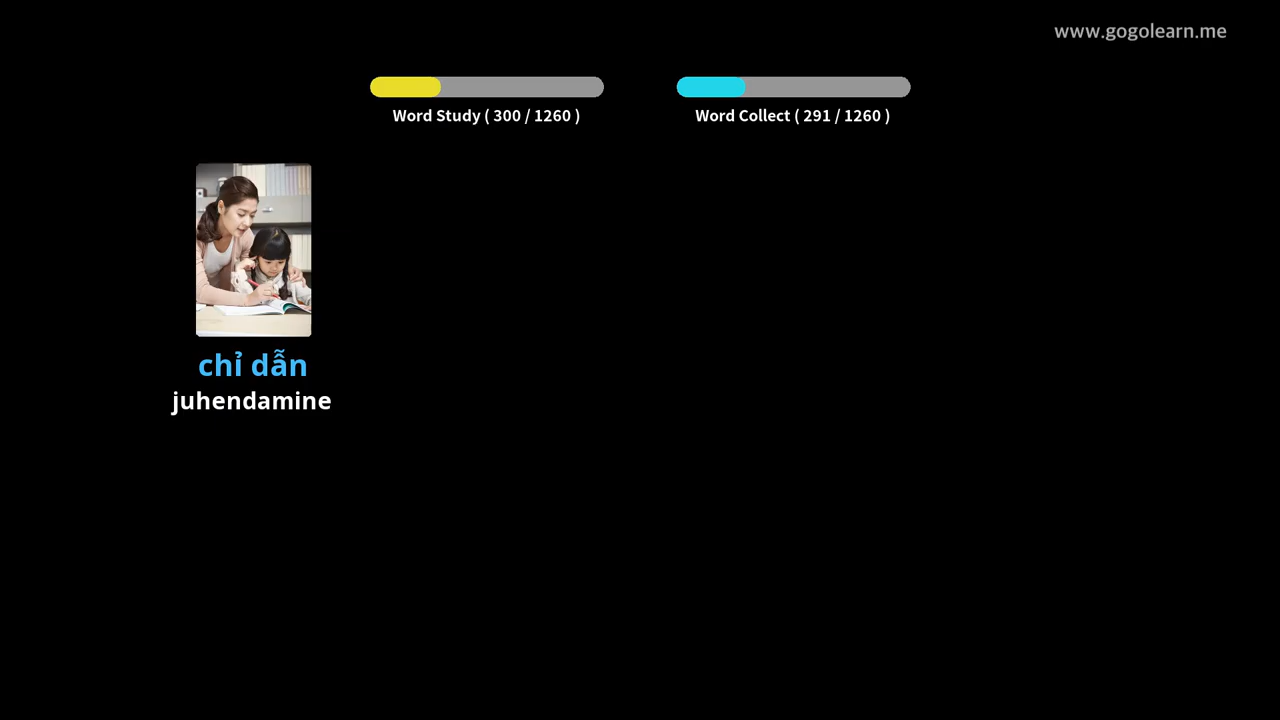 www.gogolearn.me
Word Study ( 300 / 1260 )
Word Collect ( 291 / 1260 )
chỉ dẫn
juhendamine